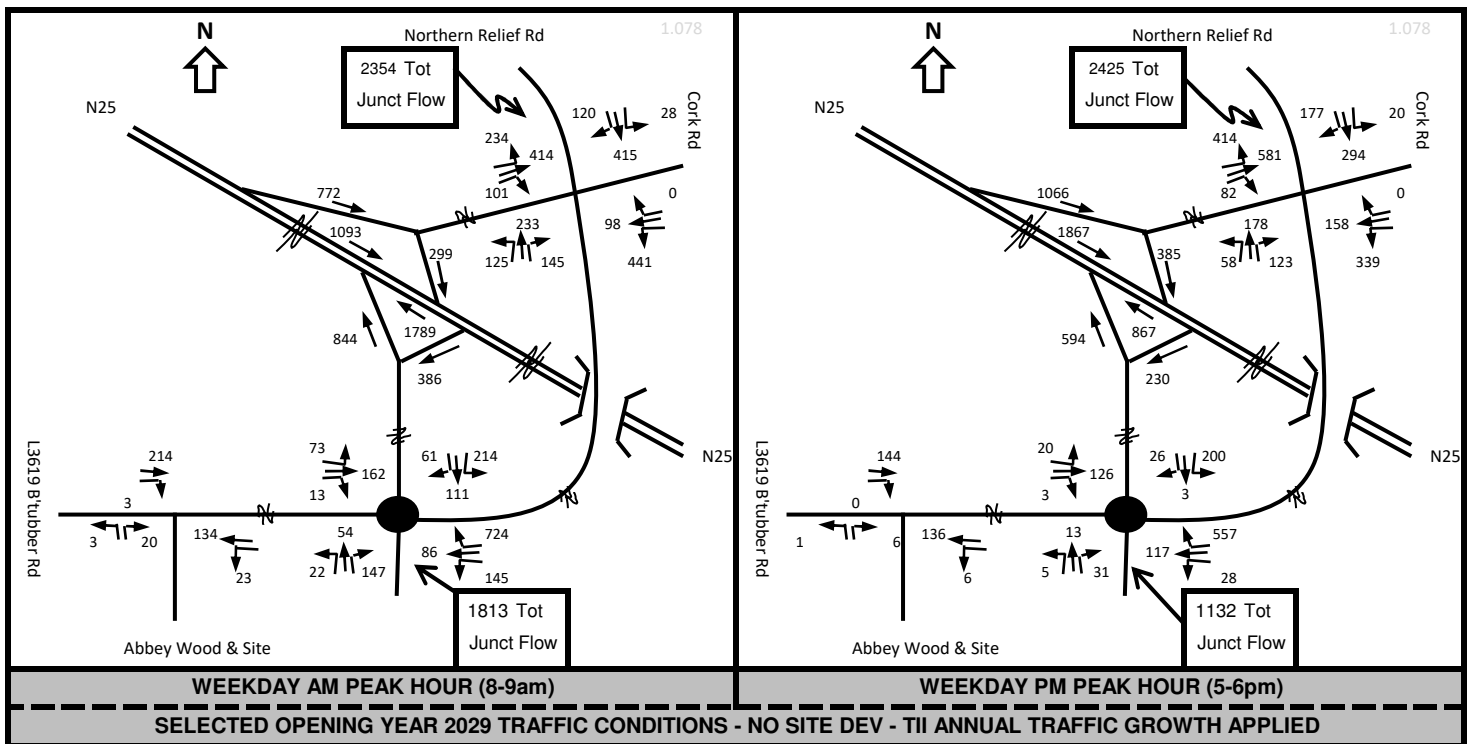 N
Northern Relief Rd
1.078
2354 Tot
Junct Flow
N25
Cork Rd
120
28
415
234
414
101
772
1093
299
233
125
145
0
98
441
844
1789
386
N25
L3619 B'tubber Rd
214
3
3
20
134
23
73
162
13
61
214
111
54
22
147
724
86
145
1813 Tot
Junct Flow
Abbey Wood & Site
N
Northern Relief Rd
1.078
2425 Tot
Junct Flow
N25
Cork Rd
177
20
294
414
581
82
1066
1867
385
178
58
123
0
158
339
594
867
230
N25
L3619 B'tubber Rd
144
0
1
6
136
6
20
126
3
26
200
3
13
5
31
557
117
28
1132 Tot
Junct Flow
Abbey Wood & Site
WEEKDAY AM PEAK HOUR (8-9am)
WEEKDAY PM PEAK HOUR (5-6pm)
SELECTED OPENING YEAR 2029 TRAFFIC CONDITIONS - NO SITE DEV - TII ANNUAL TRAFFIC GROWTH APPLIED